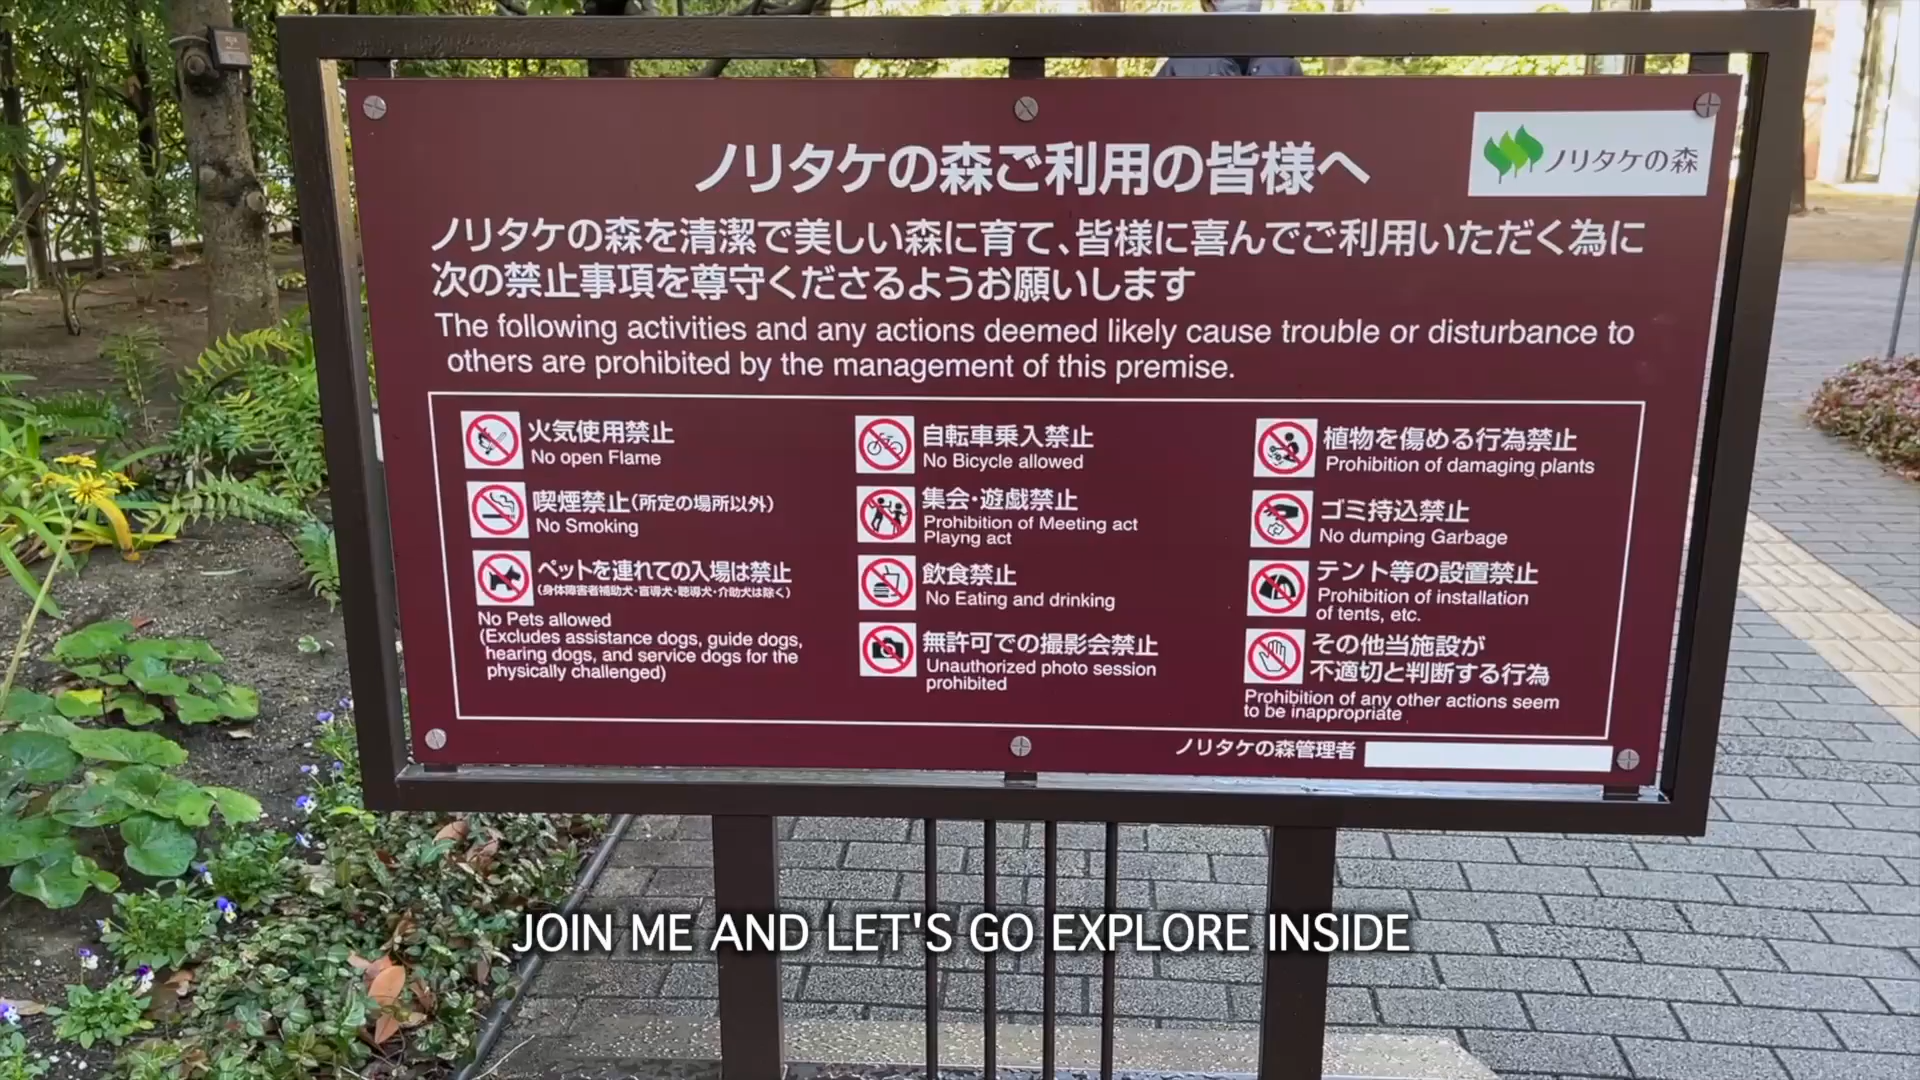 ノリタケの森ご利用の皆様へ
ノリタケの森
ノリタケの森を清潔で美しい森に育て、皆様に喜んでご利用いただく為に
次の禁止事項を尊守くださるようお願いします
The following activities and any actions deemed likely cause trouble or disturbance to
others are prohibited by the management of this premise.
火気使用禁止
No open Flame
喫煙禁止(所定の場所以外)
No Smoking
ペットを連れての入場は禁止
(身体障害者補助犬・盲導犬・聴導犬・介助犬は除く)
No Pets allowed
(Excludes assistance dogs, guide dogs,
hearing dogs, and service dogs for the
physically challenged)
自転車乗入禁止
No Bicycle allowed
集会・遊戯禁止
Prohibition of Meeting act
Playng act
飲食禁止
No Eating and drinking
無許可での撮影会禁止
Unauthorized photo session
prohibited
植物を傷める行為禁止
Prohibition of damaging plants
ゴミ持込禁止
No dumping Garbage
テント等の設置禁止
Prohibition of installation
of tents, etc.
その他当施設が
不適切と判断する行為
Prohibition of any other actions seem
to be inappropriate
ノリタケの森管理者
JOIN ME AND LET'S GO EXPLORE INSIDE